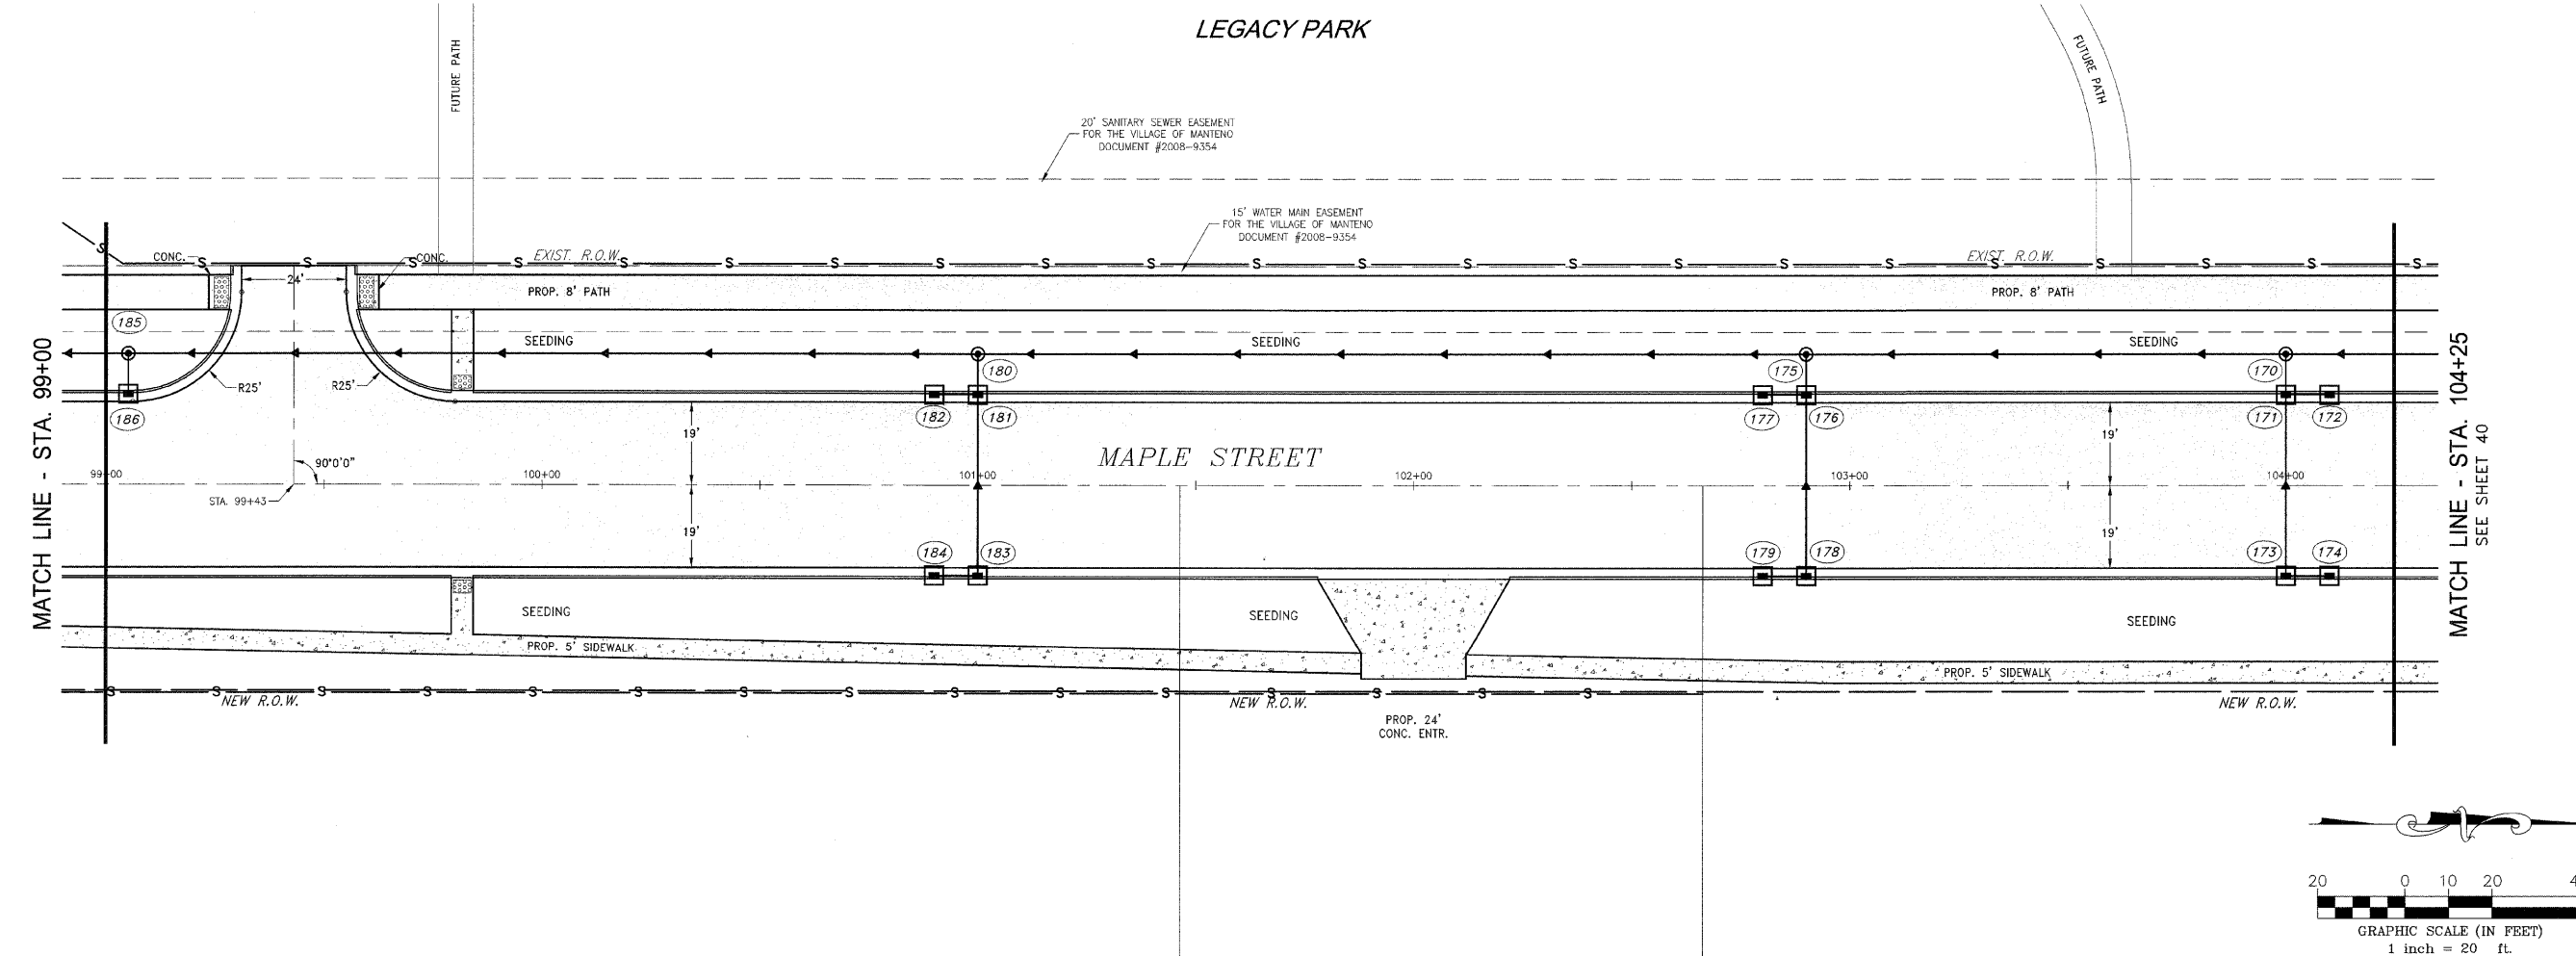 LEGACY PARK
FUTURE PATH
FUTURE PATH
20' SANITARY SEWER EASEMENT
FOR THE VILLAGE OF MANTENO
DOCUMENT #2008-9354
15' WATER MAIN EASEMENT
FOR THE VILLAGE OF MANTENO
DOCUMENT #2008-9354
S
CONC.
S S S S S S S S S S S S S S S S S S S S S S
CONC.
EXIST. R.O.W.
EXIST. R.O.W.
24'
PROP. 8' PATH
PROP. 8' PATH
185
SEEDING
SEEDING
SEEDING
R25'
R25'
180
175
170
186
182
181
177
176
171
172
19'
19'
MAPLE STREET
90°0'0"
99+00
100+00
101+00
102+00
103+00
104+00
STA. 99+43
19'
19'
184
183
179
178
173
174
SEEDING
SEEDING
SEEDING
PROP. 5' SIDEWALK
PROP. 5' SIDEWALK
S S S S S S S S S S S S S S S
NEW R.O.W.
NEW R.O.W.
NEW R.O.W.
PROP. 24'
CONC. ENTR.
MATCH LINE - STA. 99+00
MATCH LINE - STA. 104+25
SEE SHEET 40
20 0 10 20
GRAPHIC SCALE (IN FEET)
1 inch = 20 ft.